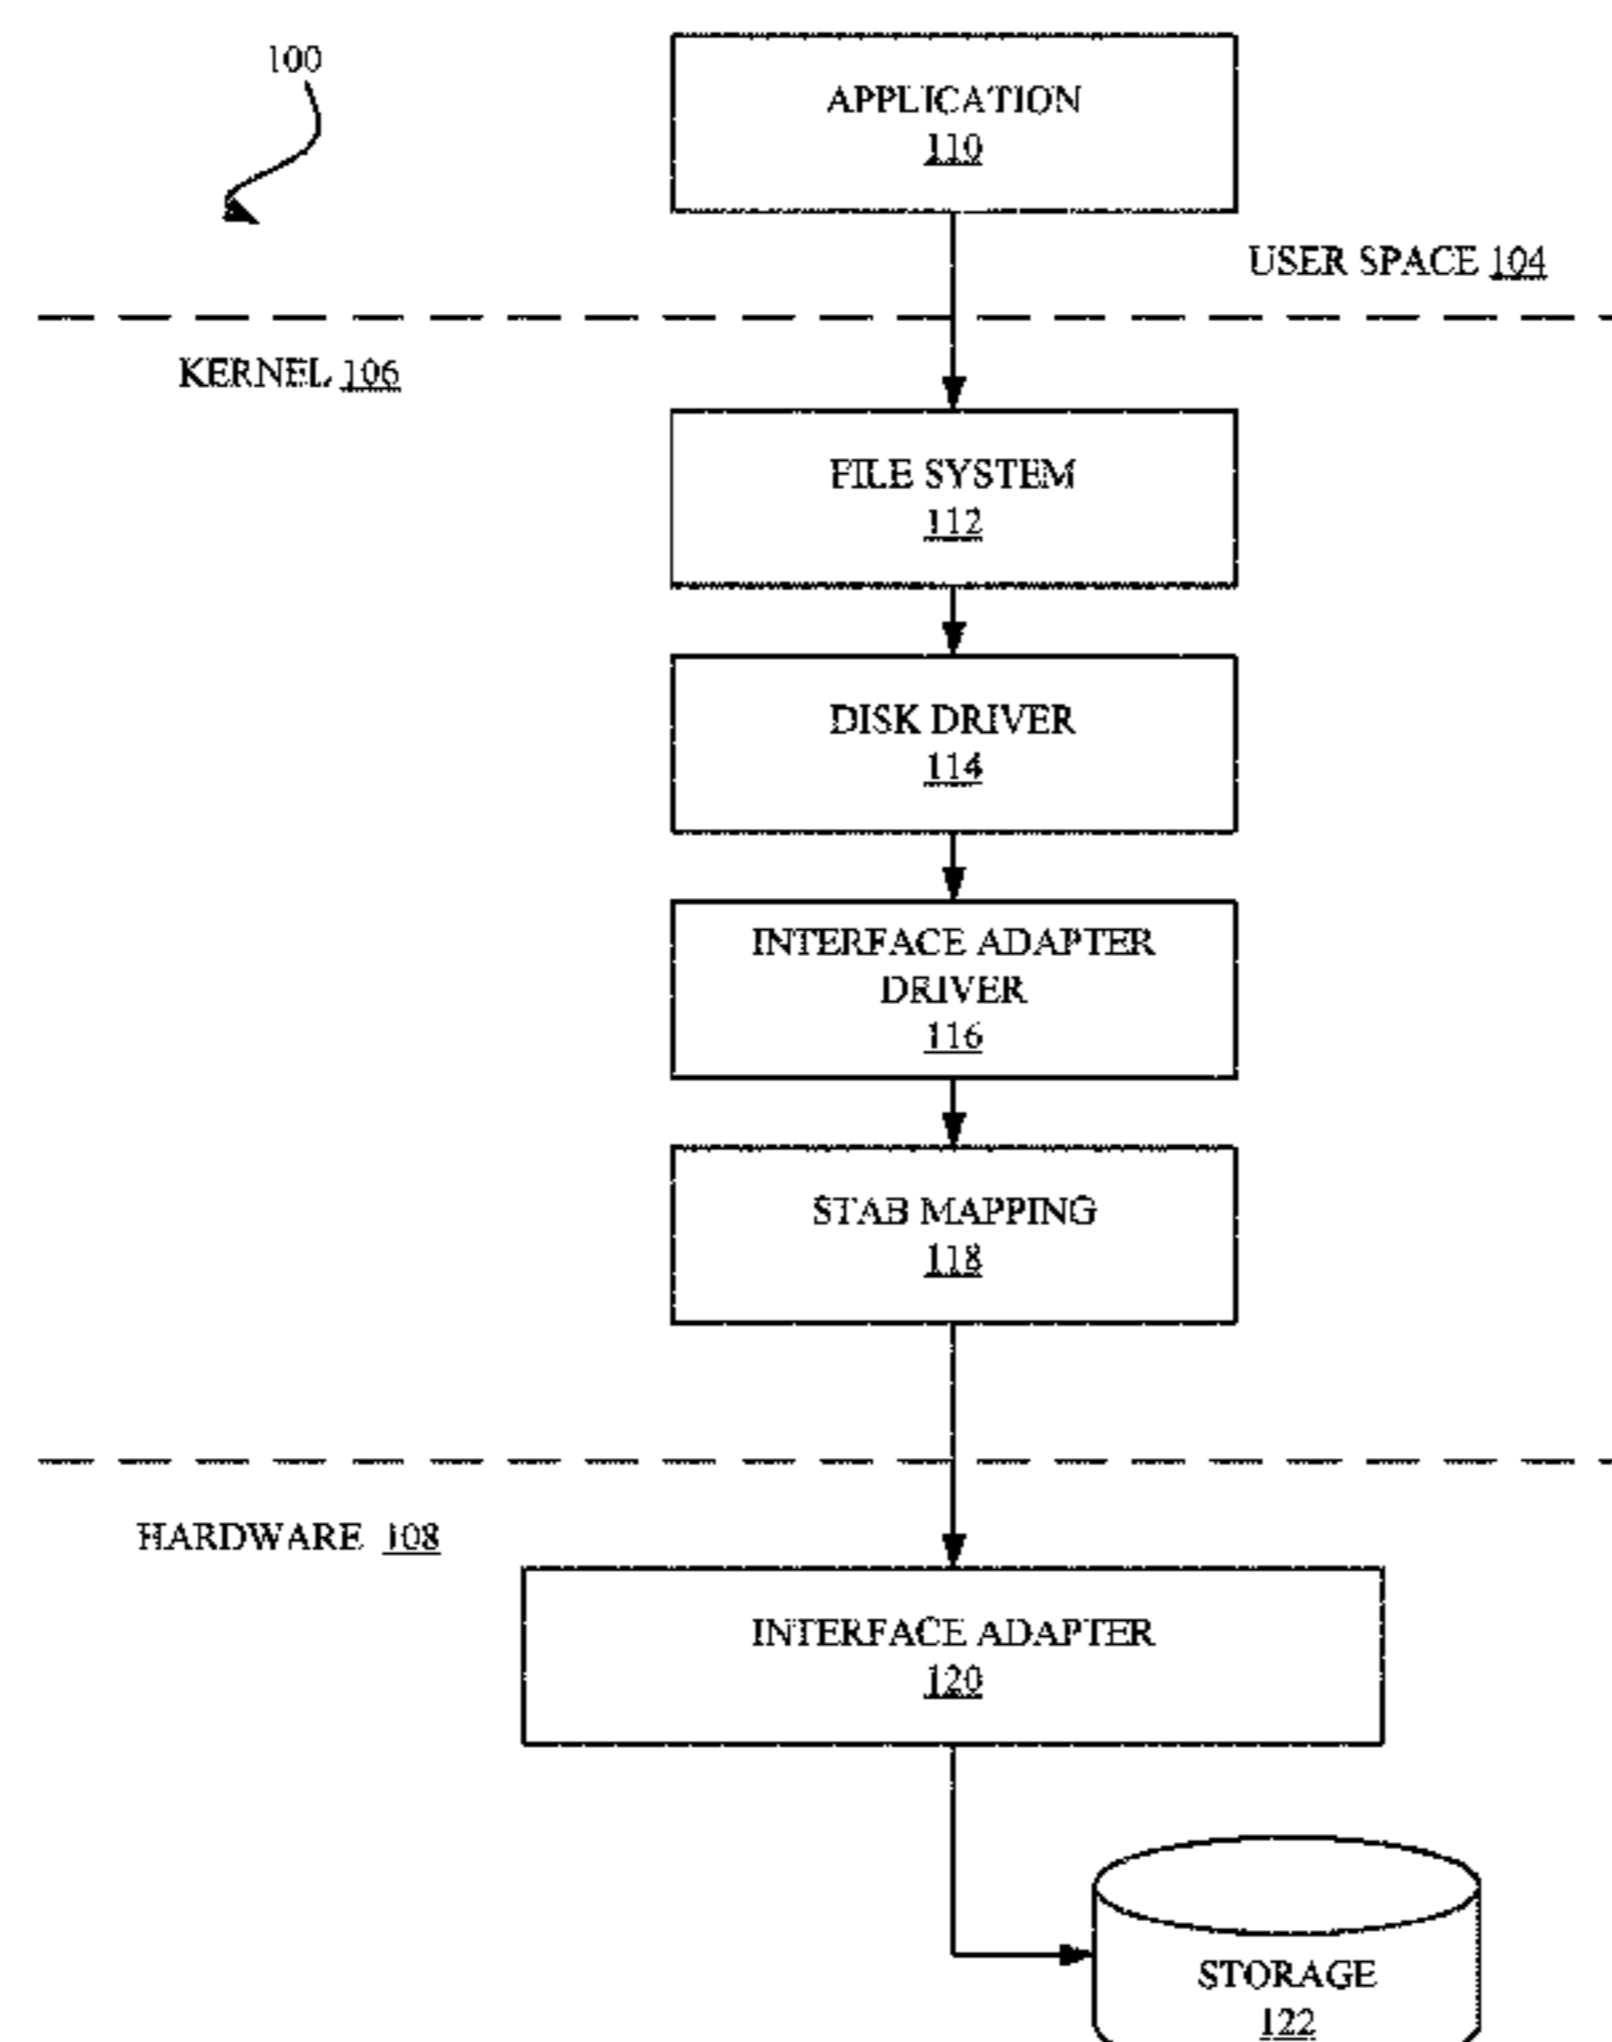 100
APPLICATION
110
USER SPACE 104
KERNEL 106
FILE SYSTEM
112
DISK DRIVER
114
INTERFACE ADAPTER
DRIVER
116
STAB MAPPING
118
HARDWARE 108
INTERFACE ADAPTER
120
STORAGE
122